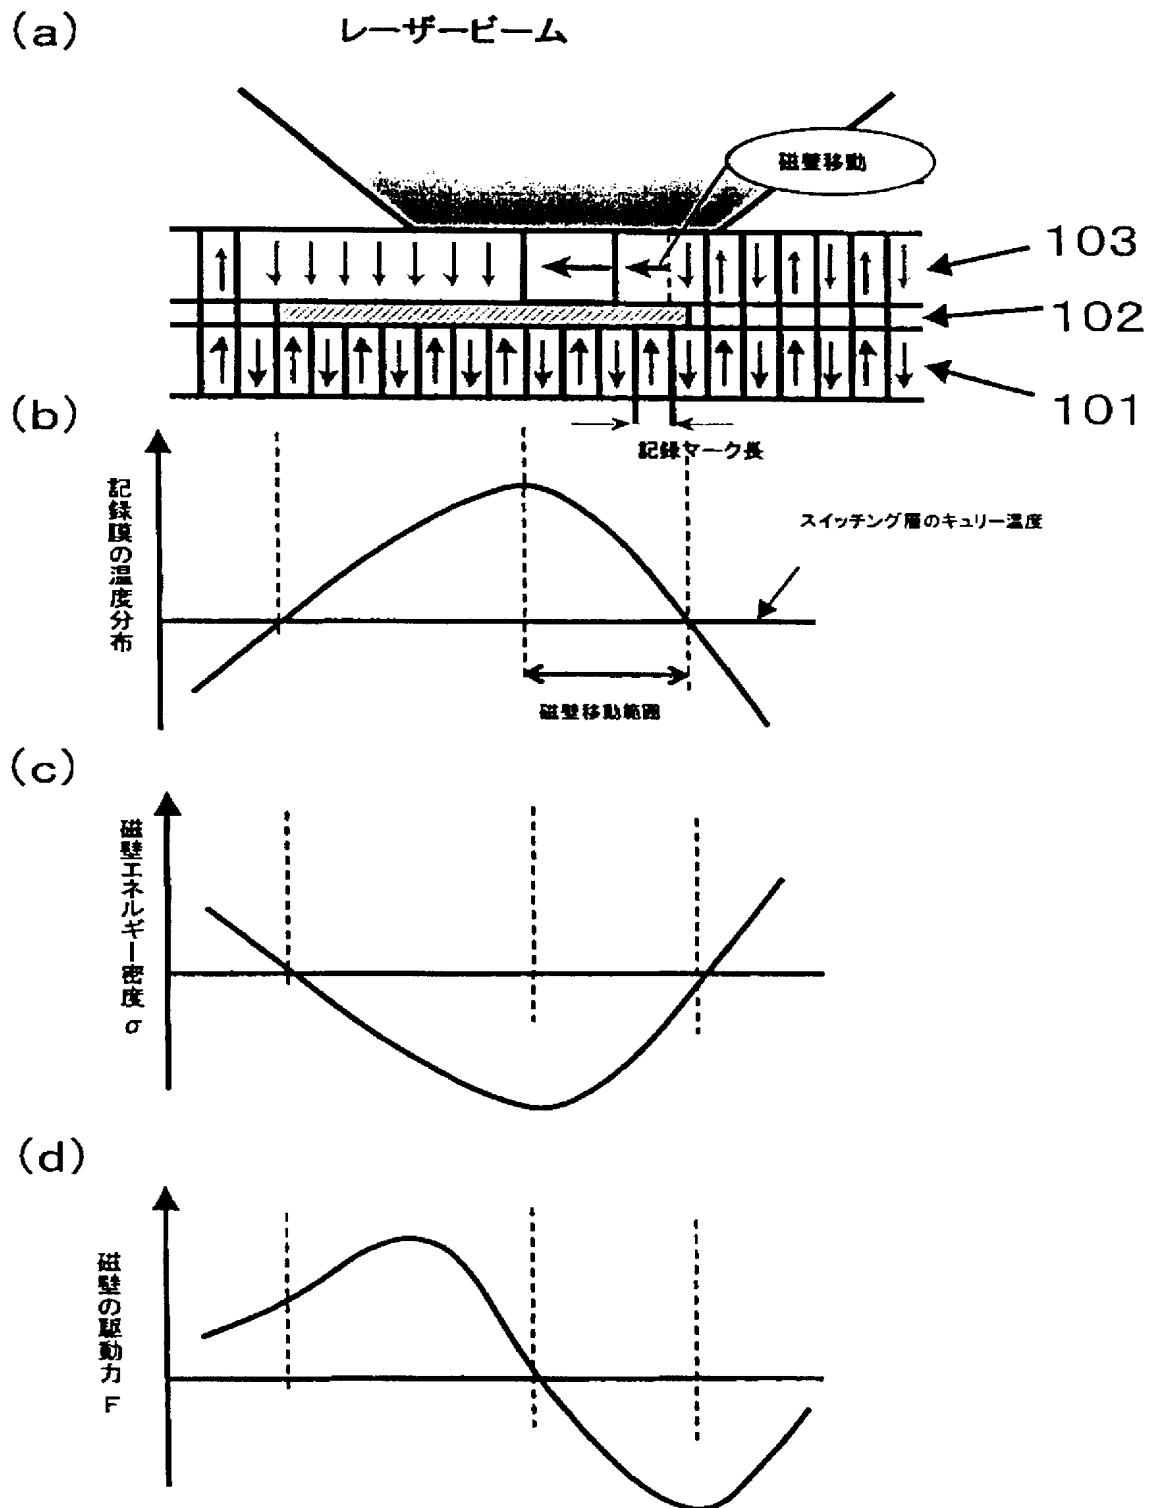 (a)
レーザービーム
磁壁移動
103
102
101
記録マーク長
(b)
記録膜の温度分布
スイッチング層のキュリー温度
磁壁移動範囲
(c)
磁壁エネルギー密度 σ
(d)
磁壁の駆動力 F